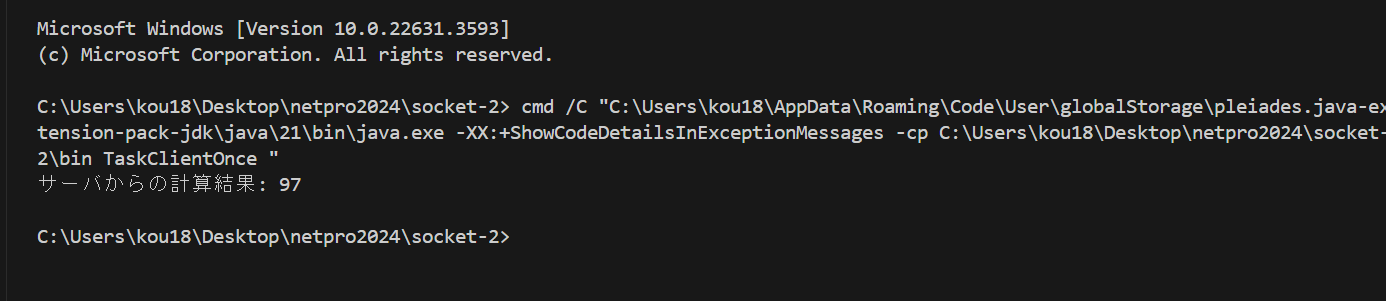 Microsoft Windows [Version 10.0.22631.3593]
(c) Microsoft Corporation. All rights reserved.
C:\Users\kou18\Desktop\netpro2024\socket-2> cmd /C "C:\Users\kou18\AppData\Roaming\Code\User\globalStorage\pleiades.java-ex
tension-pack-jdk\java\21\bin\java.exe -XX:+ShowCodeDetailsInExceptionMessages -cp C:\Users\kou18\Desktop\netpro2024\socket-
2\bin TaskClientOnce "
サーバからの計算結果: 97
C:\Users\kou18\Desktop\netpro2024\socket-2>